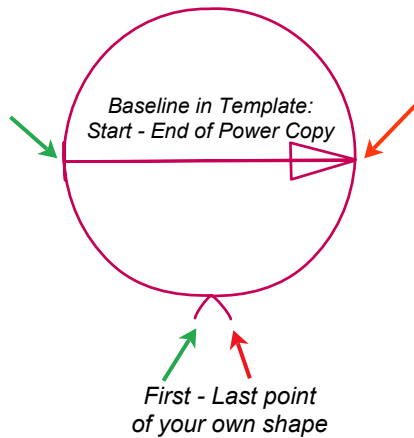 Baseline in Template:
Start - End of Power Copy
First - Last point
of your own shape